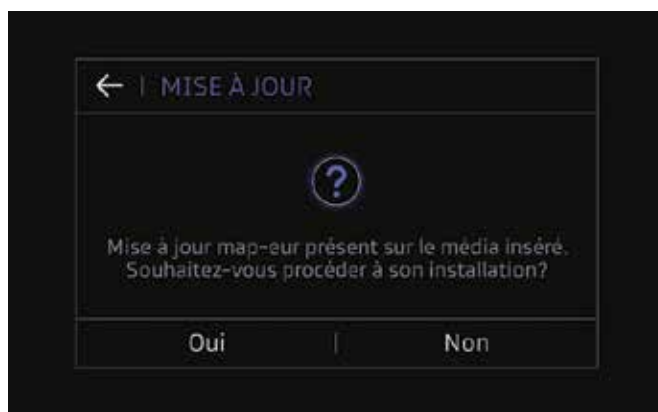 ← | MISE À JOUR
?
Mise à jour map-eur présent sur le média inséré.
Souhaitez-vous procéder à son installation?
Oui | Non